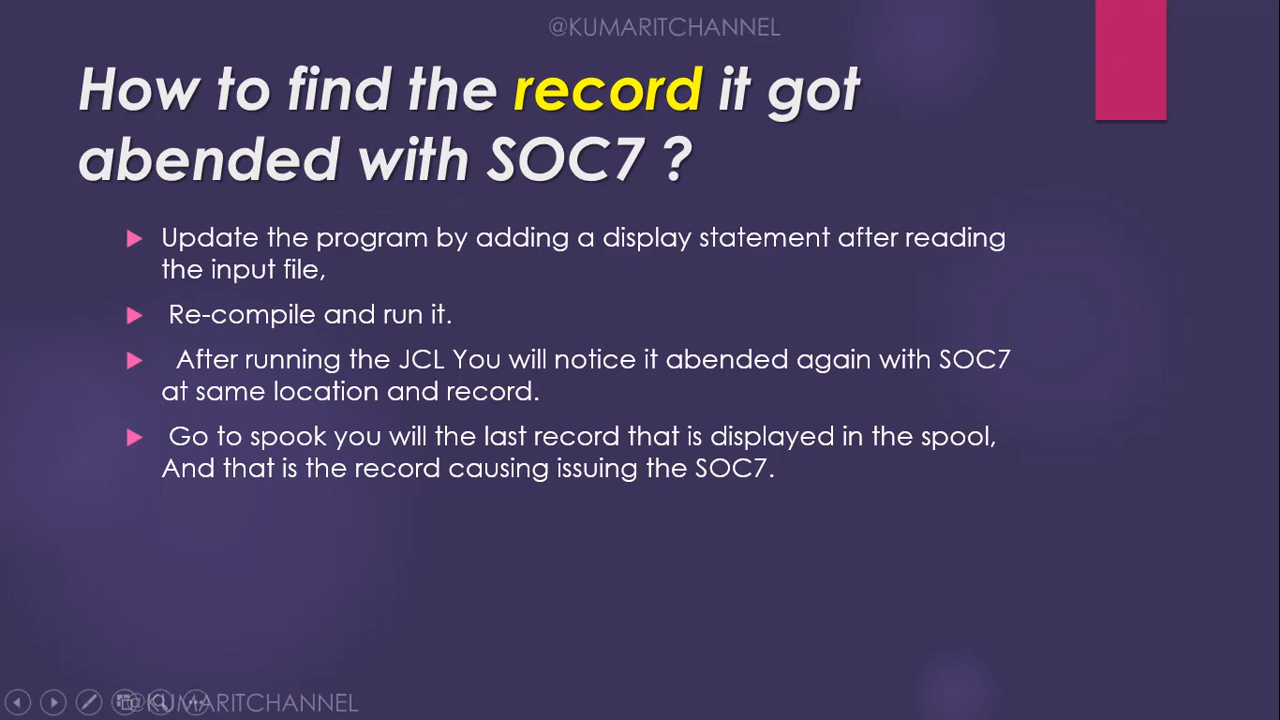 @KUMARITCHANNEL
How to find the record it got
abended with SOC7 ?
Update the program by adding a display statement after reading
the input file,
Re-compile and run it.
After running the JCL You will notice it abended again with SOC7
at same location and record.
Go to spook you will the last record that is displayed in the spool,
And that is the record causing issuing the SOC7.
@KUMARITCHANNEL